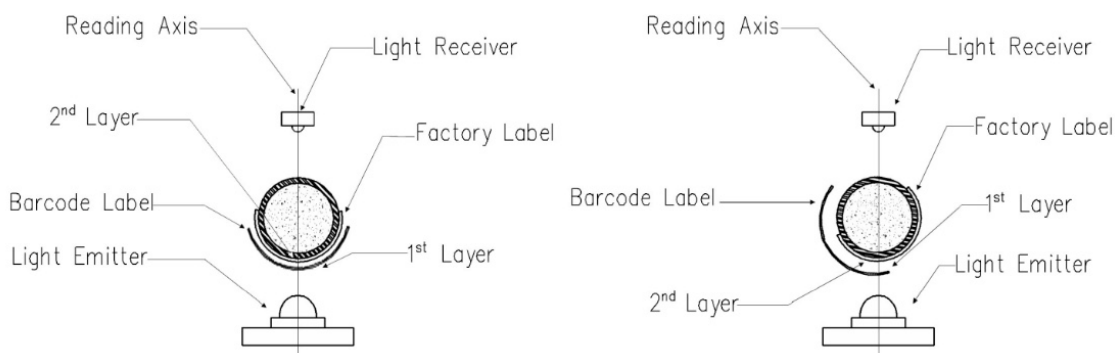 Reading Axis
Light Receiver
2nd Layer
Factory Label
Barcode Label
1st Layer
Light Emitter
Reading Axis
Light Receiver
Factory Label
Barcode Label
1st Layer
Light Emitter
2nd Layer